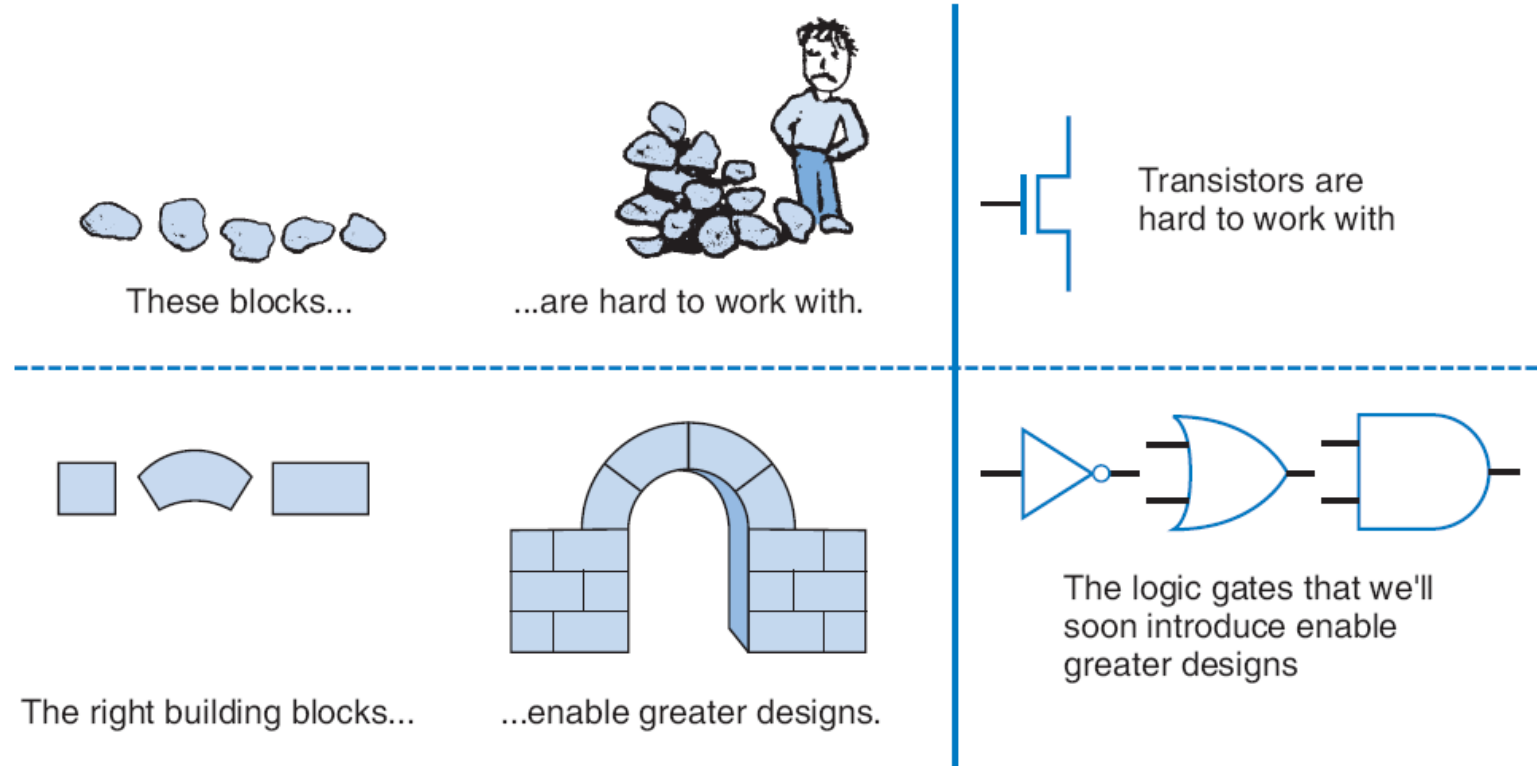 These blocks...
...are hard to work with.
Transistors are
hard to work with
The right building blocks...
...enable greater designs.
The logic gates that we'll
soon introduce enable
greater designs